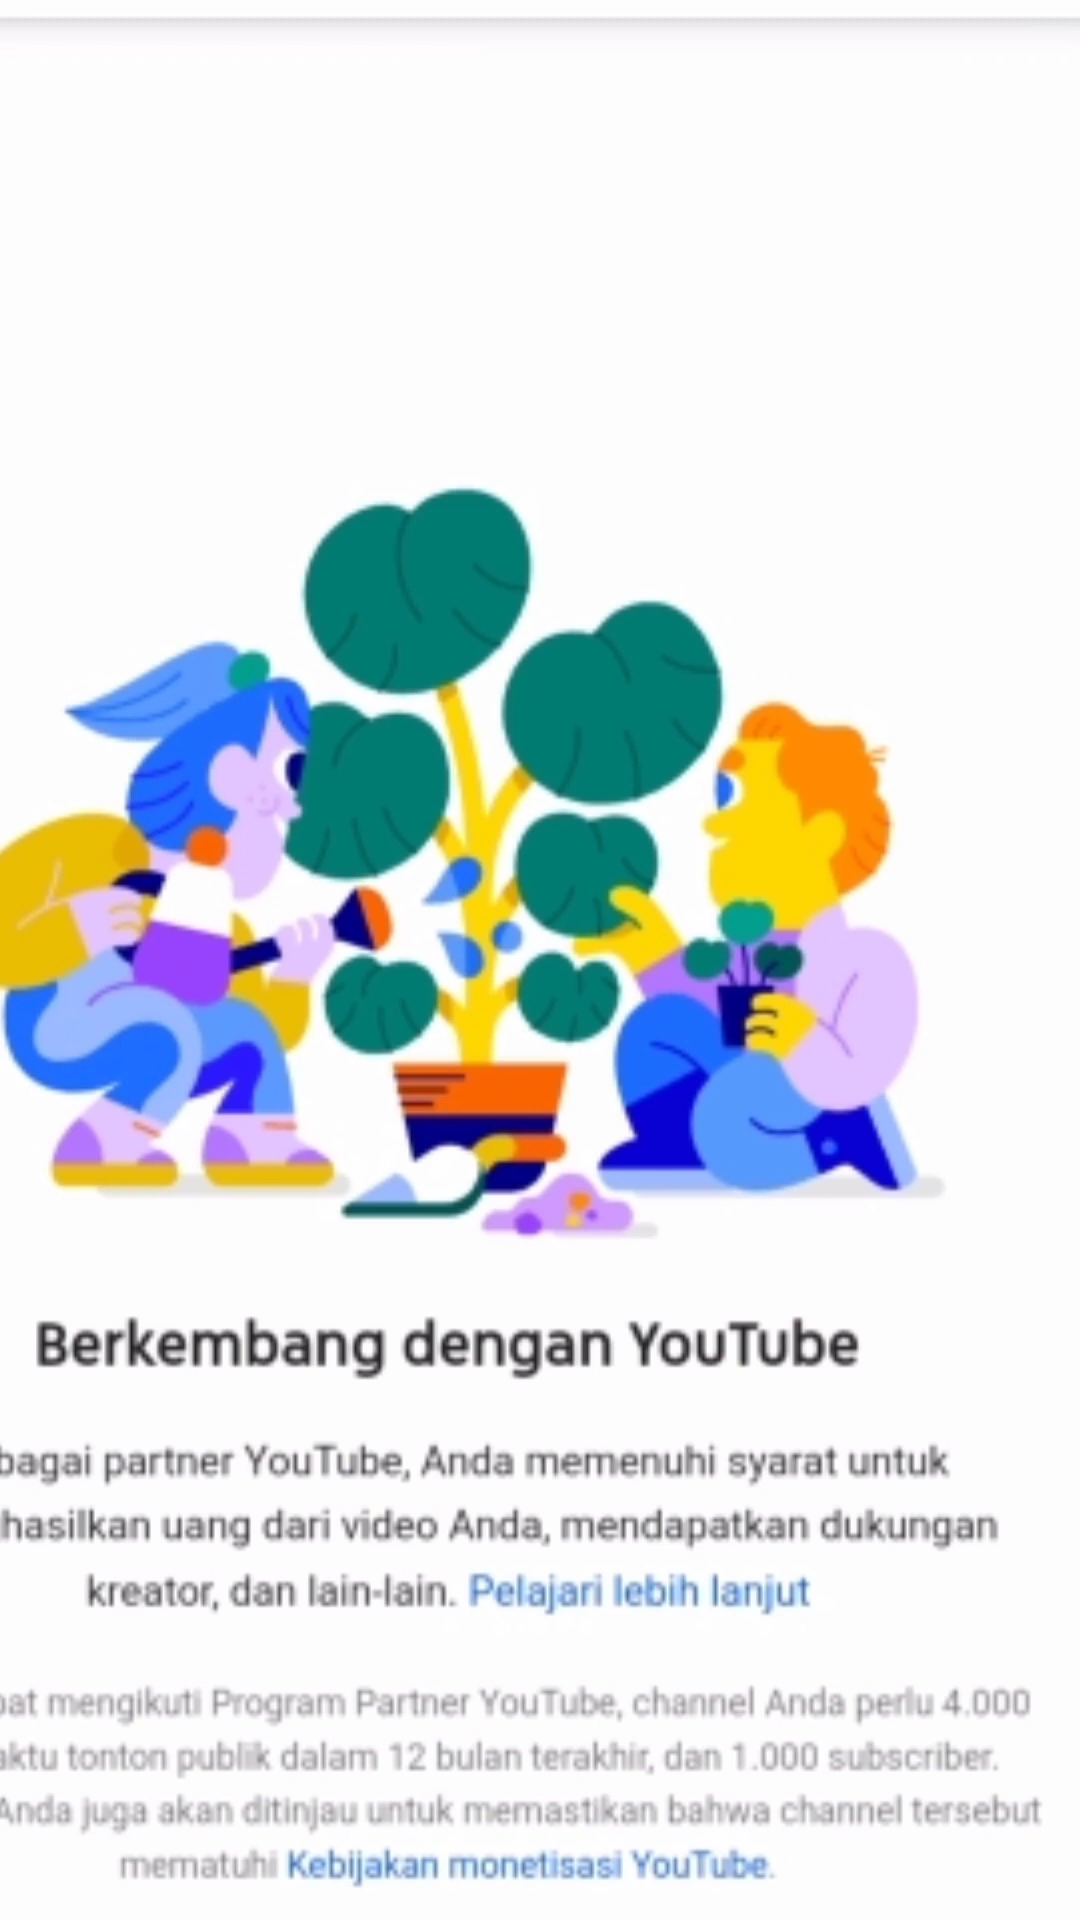 Berkembang dengan YouTube
bagai partner YouTube, Anda memenuhi syarat untuk
hasilkan uang dari video Anda, mendapatkan dukungan
kreator, dan lain-lain. Pelajari lebih lanjut
pat mengikuti Program Partner YouTube, channel Anda perlu 4.000
aktu tonton publik dalam 12 bulan terakhir, dan 1.000 subscriber.
Anda juga akan ditinjau untuk memastikan bahwa channel tersebut
mematuhi Kebijakan monetisasi YouTube.